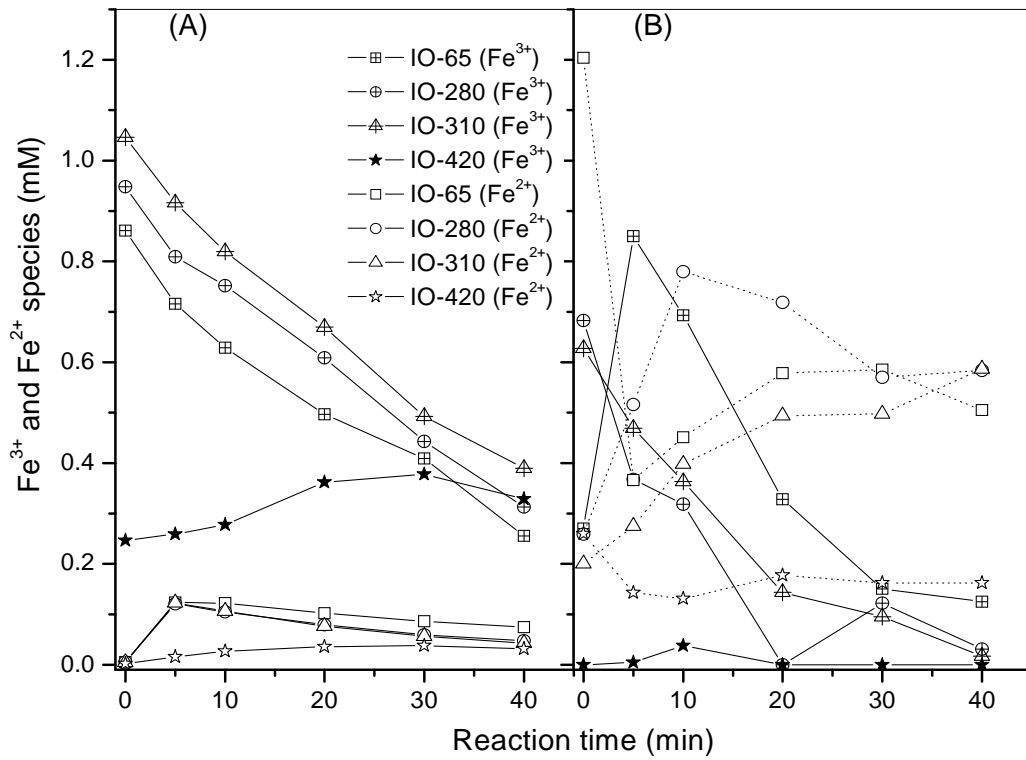 (A)
(B)
IO-65 (Fe³⁺)
IO-280 (Fe³⁺)
IO-310 (Fe³⁺)
IO-420 (Fe³⁺)
IO-65 (Fe²⁺)
IO-280 (Fe²⁺)
IO-310 (Fe²⁺)
IO-420 (Fe²⁺)
Fe³⁺ and Fe²⁺ species (mM)
1.2
1.0
0.8
0.6
0.4
0.2
0.0
0 10 20 30 40
0 10 20 30 40
Reaction time (min)